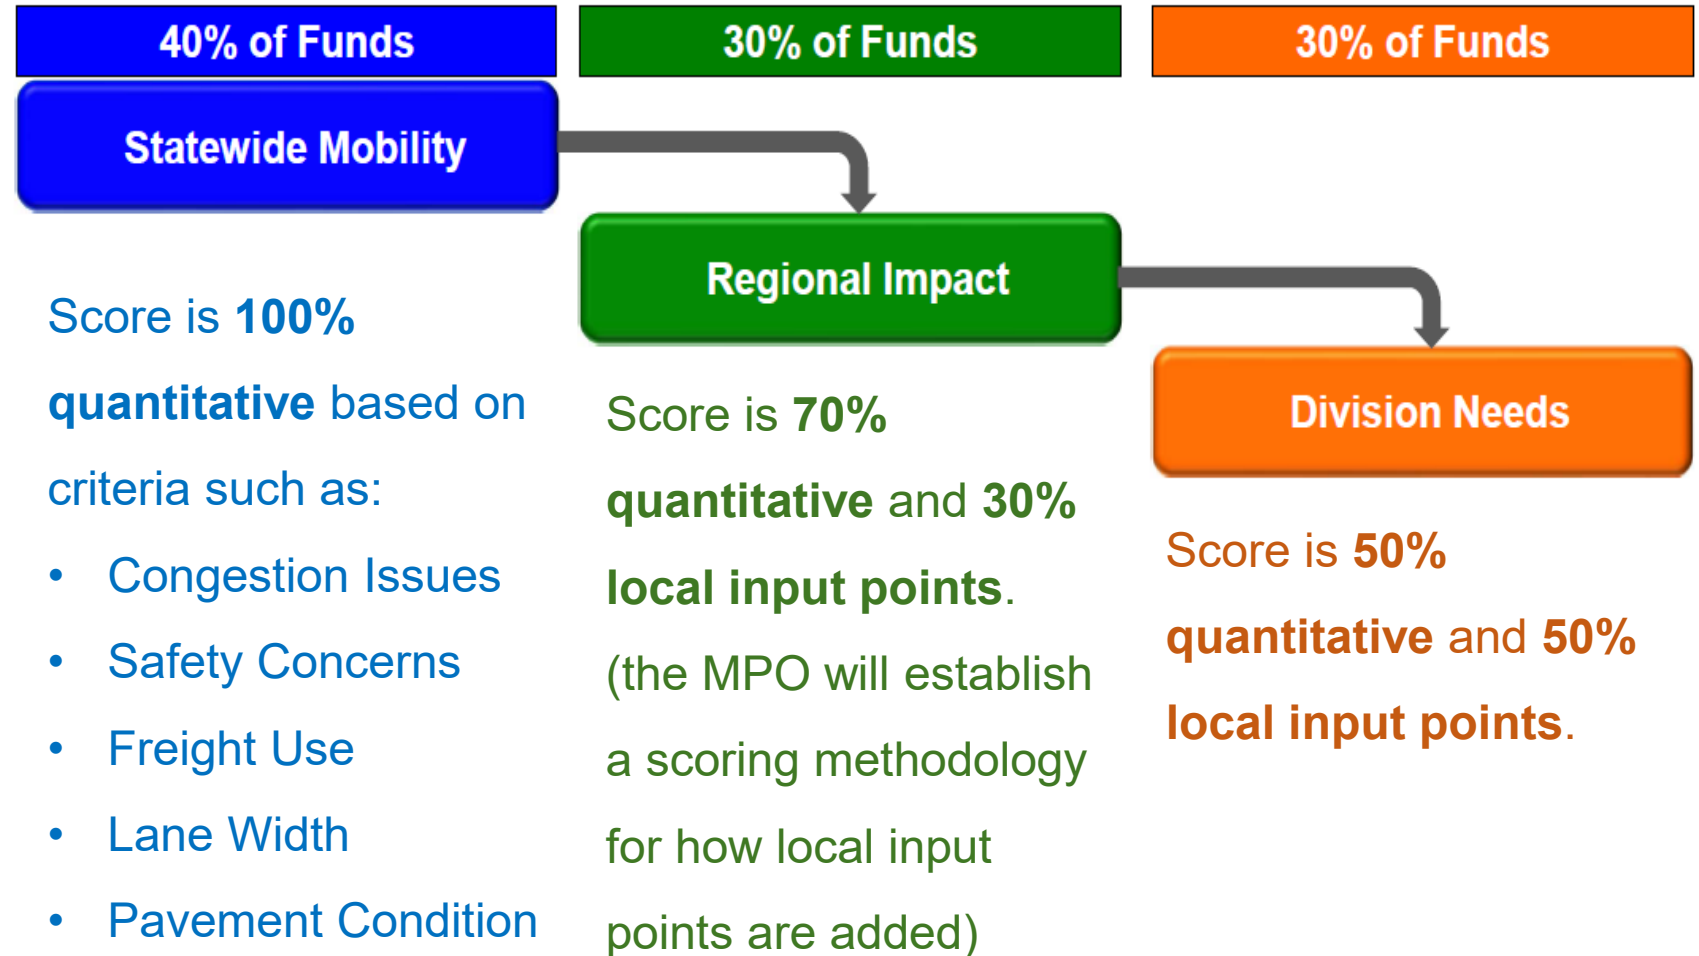 40% of Funds
Statewide Mobility
Score is 100%
quantitative based on
criteria such as:
• Congestion Issues
• Safety Concerns
• Freight Use
• Lane Width
• Pavement Condition
30% of Funds
Regional Impact
Score is 70%
quantitative and 30%
local input points.
(the MPO will establish
a scoring methodology
for how local input
points are added)
30% of Funds
Division Needs
Score is 50%
quantitative and 50%
local input points.